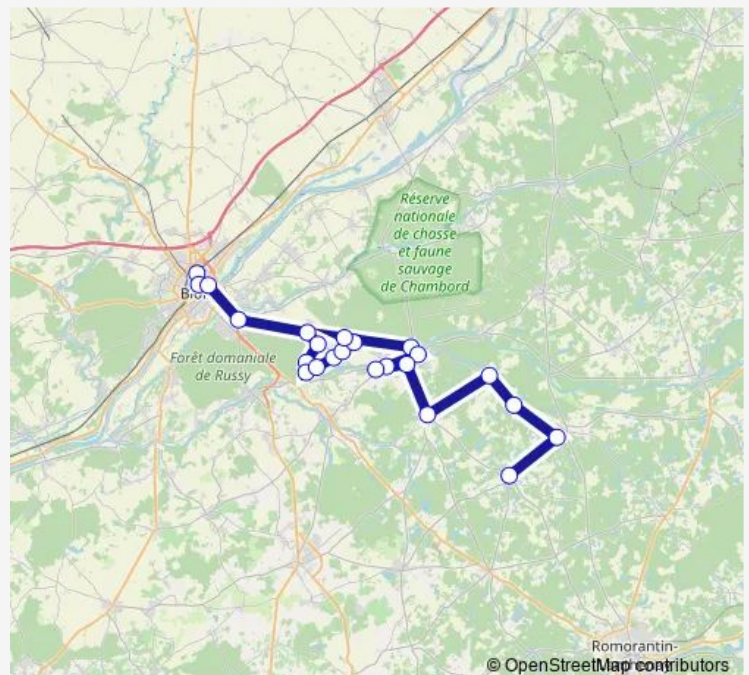 Réserve
nationale
de chasse
et faune
sauvage
de Chambord
Forêt domaniale
de Russy
Romorantin-
© OpenStreetMap contributors